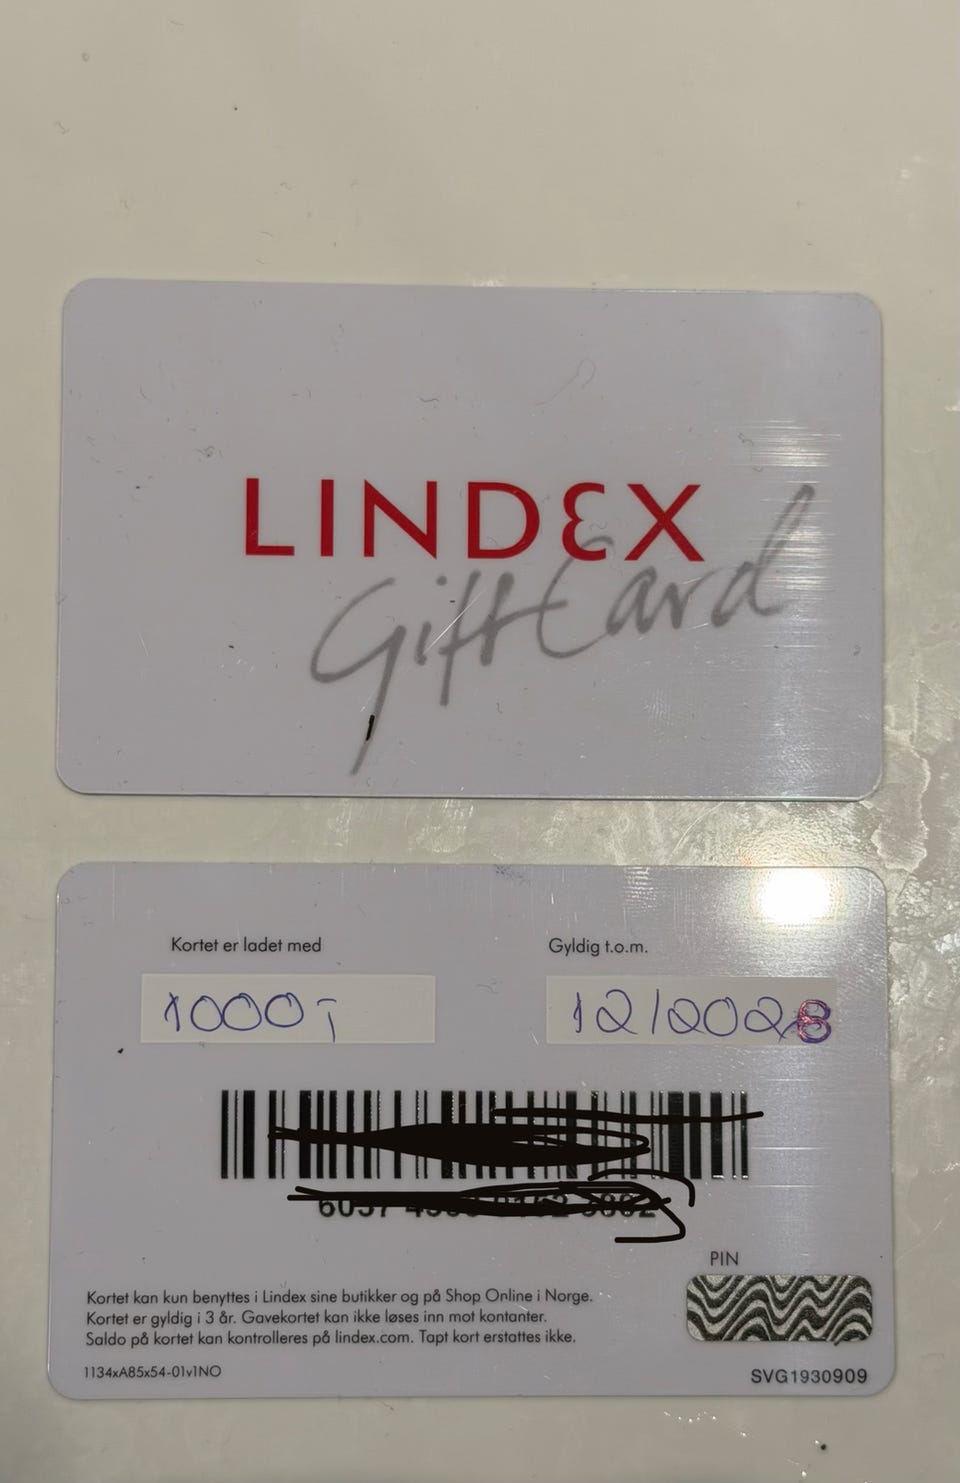 LINDEX
Gift Card
Kortet er ladet med
Gyldig t.o.m.
1000,-
12/2028
PIN
Kortet kan kun benyttes i Lindex sine butikker og på Shop Online i Norge.
Kortet er gyldig i 3 år. Gavekortet kan ikke løses inn mot kontanter.
Saldo på kortet kan kontrolleres på lindex.com. Tapt kort erstattes ikke.
1134xA85x54-01v1NO
SVG1930909